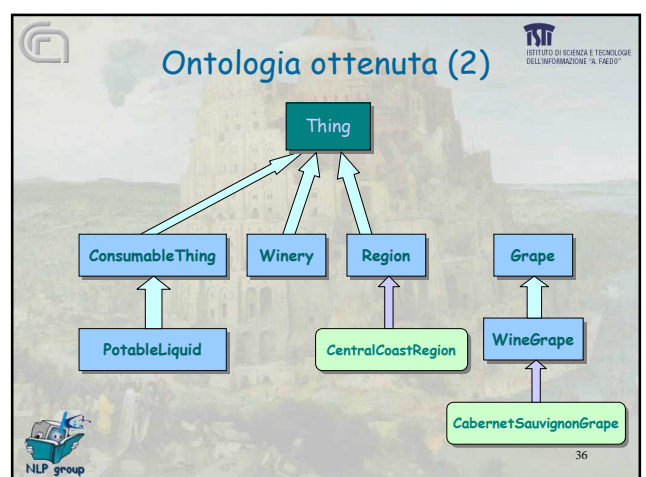 Ontologia ottenuta (2)
ISTI
ISTITUTO DI SCIENZA E TECNOLOGIE
DELL'INFORMAZIONE "A. FAEDO"
Thing
ConsumableThing
Winery
Region
Grape
PotableLiquid
CentralCoastRegion
WineGrape
CabernetSauvignonGrape
NLP group
36